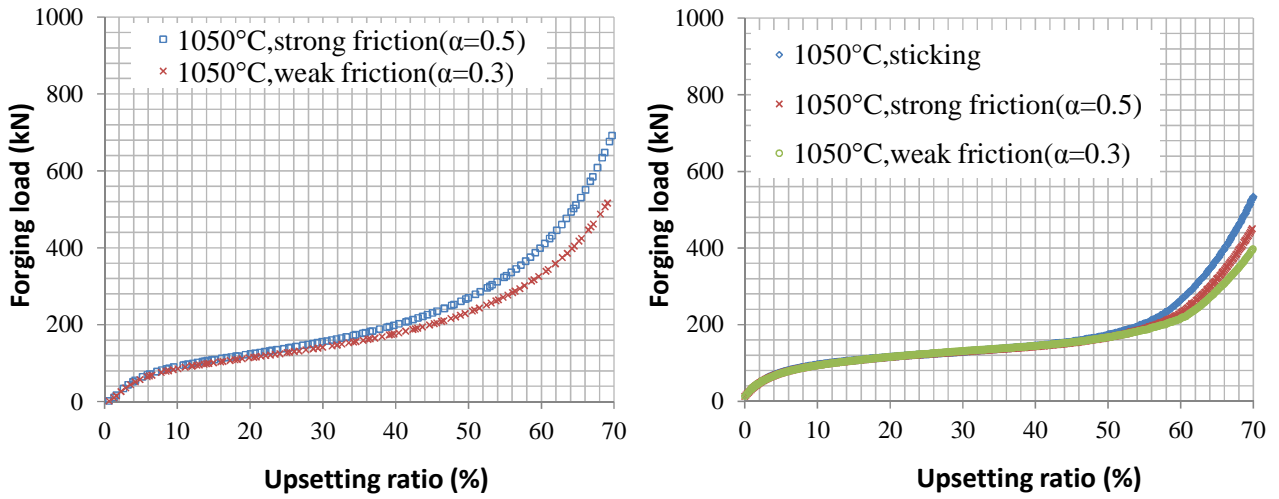 1000
800
600
400
200
0
Forging load (kN)
1050°C,strong friction(α=0.5)
1050°C,weak friction(α=0.3)
0 10 20 30 40 50 60 70
Upsetting ratio (%)
1000
800
600
400
200
0
Forging load (kN)
1050°C,sticking
1050°C,strong friction(α=0.5)
1050°C,weak friction(α=0.3)
0 10 20 30 40 50 60 70
Upsetting ratio (%)